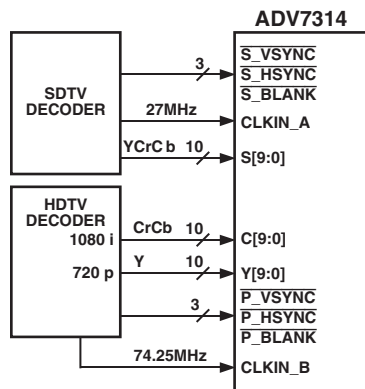 ADV7314
SDTV
DECODER
3
S_VSYNC
S_HSYNC
S_BLANK
27MHz
CLKIN_A
YCrC b 10
S[9:0]
HDTV
DECODER
1080 i
CrCb 10
C[9:0]
720 p
Y 10
Y[9:0]
3
P_VSYNC
P_HSYNC
P_BLANK
74.25MHz
CLKIN_B